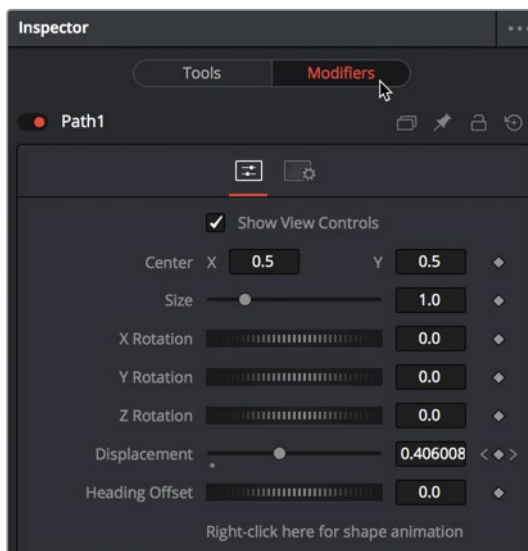 Inspector
Tools Modifiers
Path1
Show View Controls
Center X 0.5 Y 0.5
Size 1.0
X Rotation 0.0
Y Rotation 0.0
Z Rotation 0.0
Displacement 0.406008
Heading Offset 0.0
Right-click here for shape animation